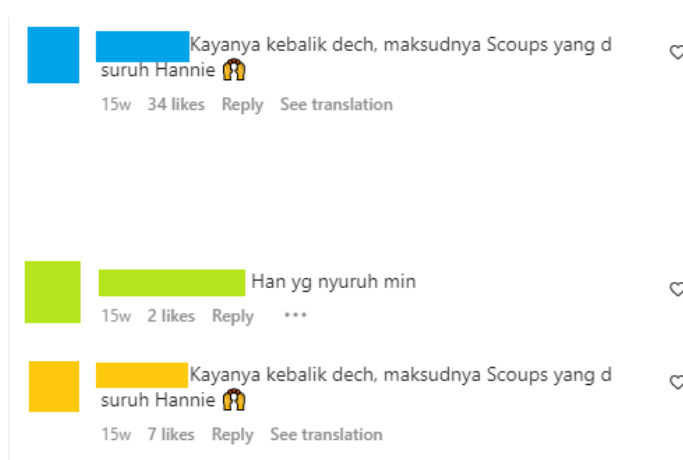 Kayanya kebalik dech, maksudnya Scoups yang d
suruh Hannie 🙌
15w 34 likes Reply See translation
Han yg nyuruh min
15w 2 likes Reply ...
Kayanya kebalik dech, maksudnya Scoups yang d
suruh Hannie 🙌
15w 7 likes Reply See translation